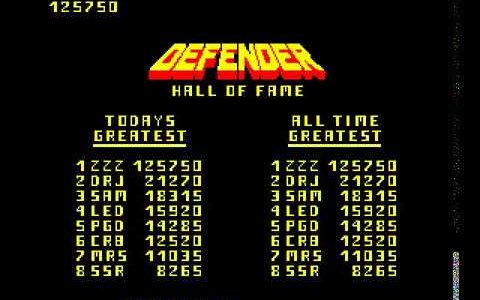 125750
DEFENDER
HALL OF FAME
TODAYS ALL TIME
GREATEST GREATEST
1 ZZZ 125750 1 ZZZ 125750
2 DRJ 21270 2 DRJ 21270
3 SAM 18315 3 SAM 18315
4 LED 15920 4 LED 15920
5 PGD 14285 5 PGD 14285
6 CRB 12520 6 CRB 12520
7 MRS 11035 7 MRS 11035
8 SSR 8265 8 SSR 8265